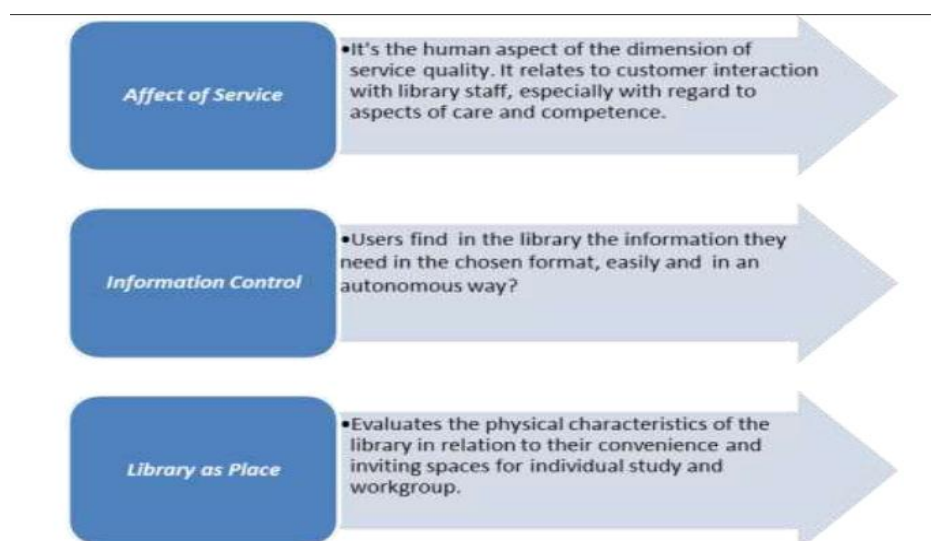 Affect of Service
•It's the human aspect of the dimension of
service quality. It relates to customer interaction
with library staff, especially with regard to
aspects of care and competence.
Information Control
•Users find in the library the information they
need in the chosen format, easily and in an
autonomous way?
Library as Place
•Evaluates the physical characteristics of the
library in relation to their convenience and
inviting spaces for individual study and
workgroup.